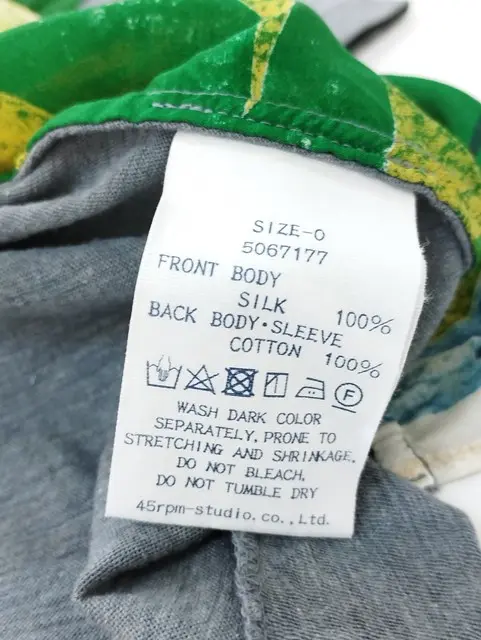 SIZE-0
5067177
FRONT BODY
SILK 100%
BACK BODY・SLEEVE
COTTON 100%
F
WASH DARK COLOR
SEPARATELY. PRONE TO
STRETCHING AND SHRINKAGE.
DO NOT BLEACH.
DO NOT TUMBLE DRY
45rpm-studio.co.,Ltd.